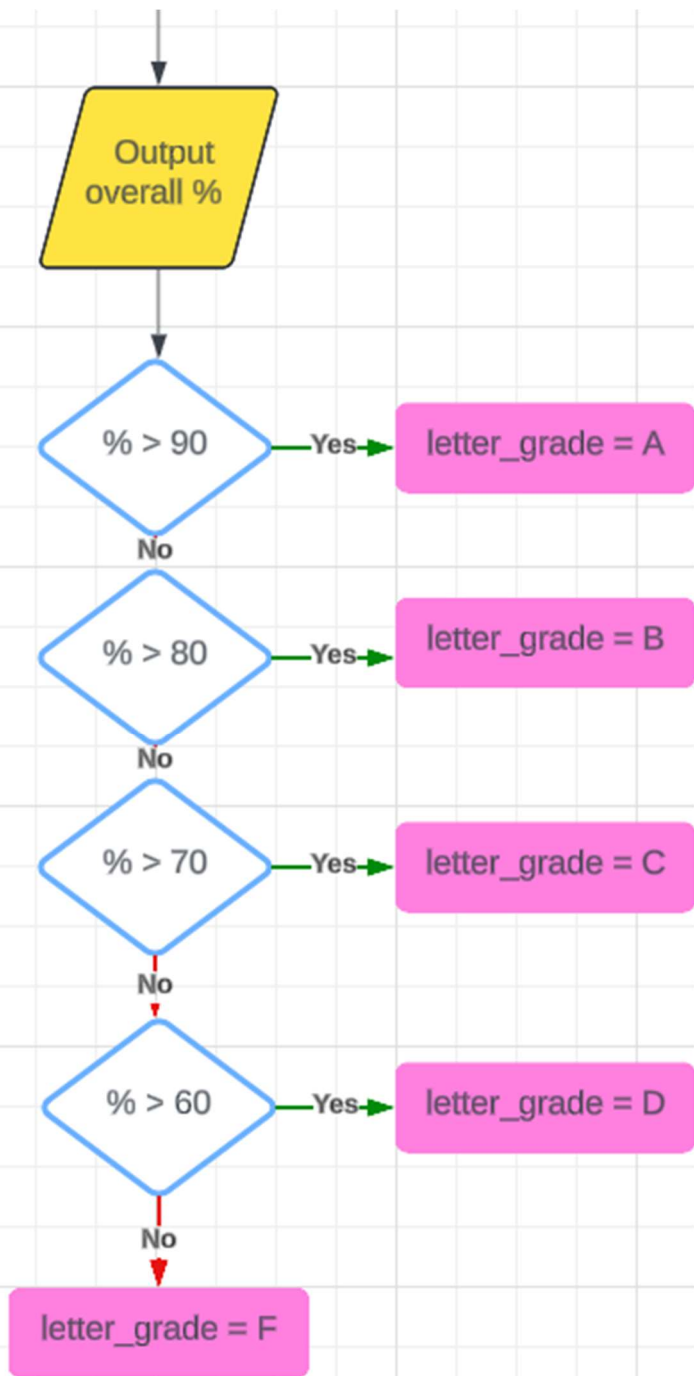 Output
overall %
% > 90
Yes
letter_grade = A
No
% > 80
Yes
letter_grade = B
No
% > 70
Yes
letter_grade = C
No
% > 60
Yes
letter_grade = D
No
letter_grade = F